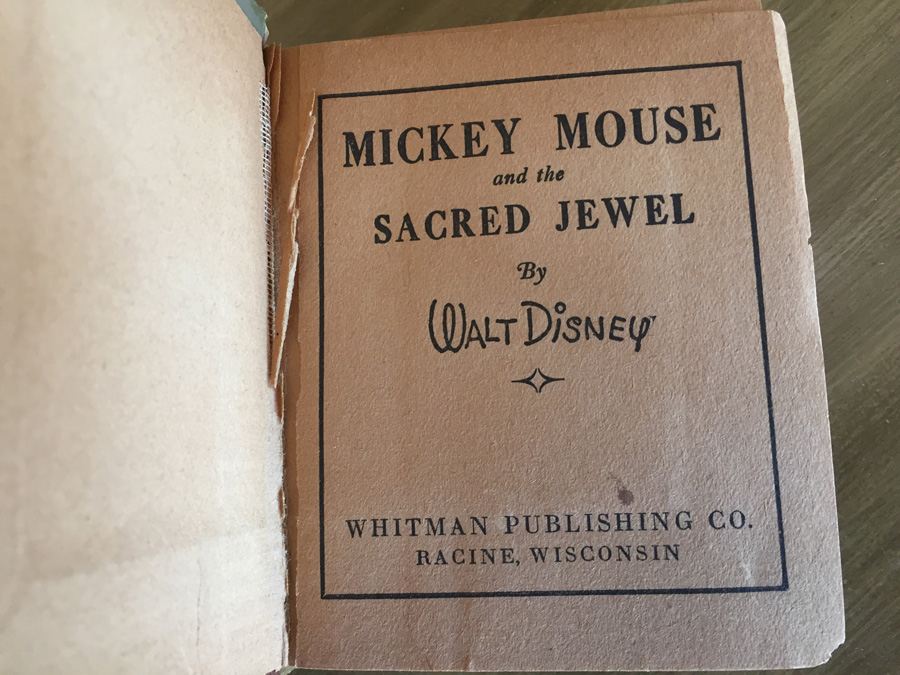 MICKEY MOUSE
and the
SACRED JEWEL
By
WALT DISNEY
WHITMAN PUBLISHING CO.
RACINE, WISCONSIN